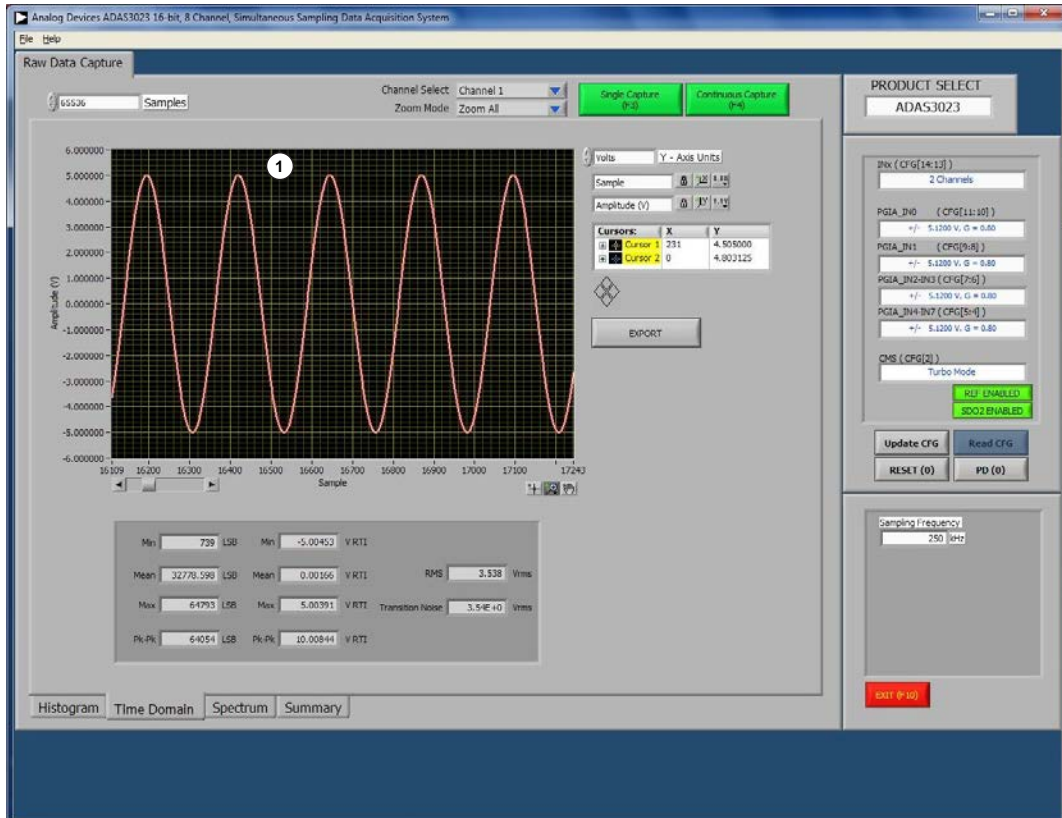 Analog Devices ADAS3023 16-bit, 8 Channel, Simultaneous Sampling Data Acquisition System
File Help
Raw Data Capture
65536 Samples
Channel Select Channel 1
Zoom Mode Zoom All
Single Capture (F3)
Continuous Capture (F4)
1
6.000000
5.000000
4.000000
3.000000
2.000000
1.000000
0.000000
-1.000000
-2.000000
-3.000000
-4.000000
-5.000000
-6.000000
Amplitude (V)
16109 16200 16300 16400 16500 16600 16700 16800 16900 17000 17100 17243
Sample
Volts Y - Axis Units
Sample
Amplitude (V)
Cursors: X Y
Cursor 1 231 4.505000
Cursor 2 0 4.803125
EXPORT
Min 739 LSB Min -5.00453 V RTI
Mean 32778.598 LSB Mean 0.00166 V RTI RMS 3.538 Vrms
Max 64793 LSB Max 5.00391 V RTI Transition Noise 3.54E+0 Vrms
Pk-Pk 64054 LSB Pk-Pk 10.00844 V RTI
Histogram Time Domain Spectrum Summary
PRODUCT SELECT
ADAS3023
INx ( CFG[14:13] )
2 Channels
PGIA_IN0 ( CFG[11:10] )
+/- 5.1200 V, G = 0.80
PGIA_IN1 ( CFG[9:8] )
+/- 5.1200 V, G = 0.80
PGIA_IN2-IN3 ( CFG[7:6] )
+/- 5.1200 V, G = 0.80
PGIA_IN4-IN7 ( CFG[5:4] )
+/- 5.1200 V, G = 0.80
CMS ( CFG[2] )
Turbo Mode
REF ENABLED
SDO2 ENABLED
Update CFG Read CFG
RESET (0) PD (0)
Sampling Frequency
250 kHz
EXIT (F10)